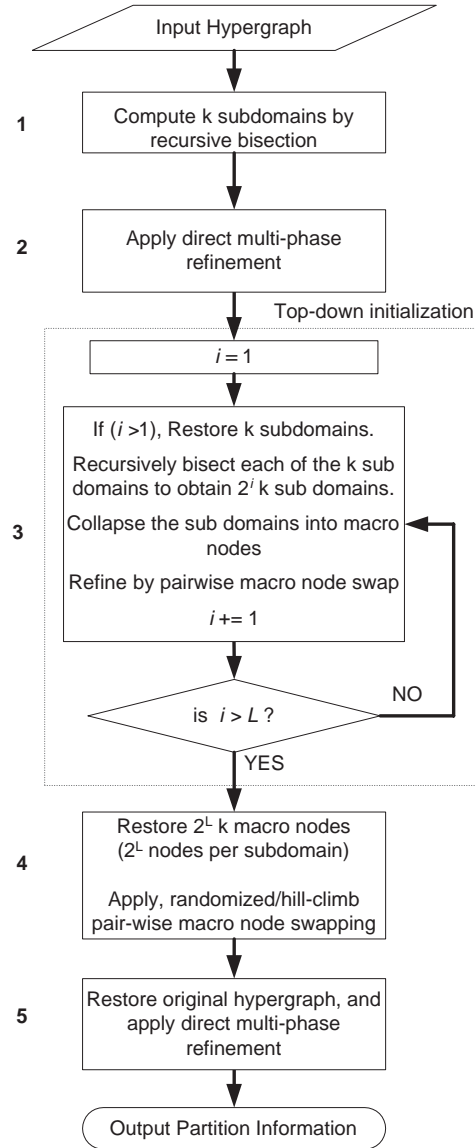 Input Hypergraph
1
Compute k subdomains by
recursive bisection
2
Apply direct multi-phase
refinement
Top-down initialization
i = 1
3
If (i >1), Restore k subdomains.
Recursively bisect each of the k sub
domains to obtain 2^i k sub domains.
Collapse the sub domains into macro
nodes
Refine by pairwise macro node swap
i += 1
is i > L ?
NO
YES
4
Restore 2^L k macro nodes
(2^L nodes per subdomain)
Apply, randomized/hill-climb
pair-wise macro node swapping
5
Restore original hypergraph, and
apply direct multi-phase
refinement
Output Partition Information